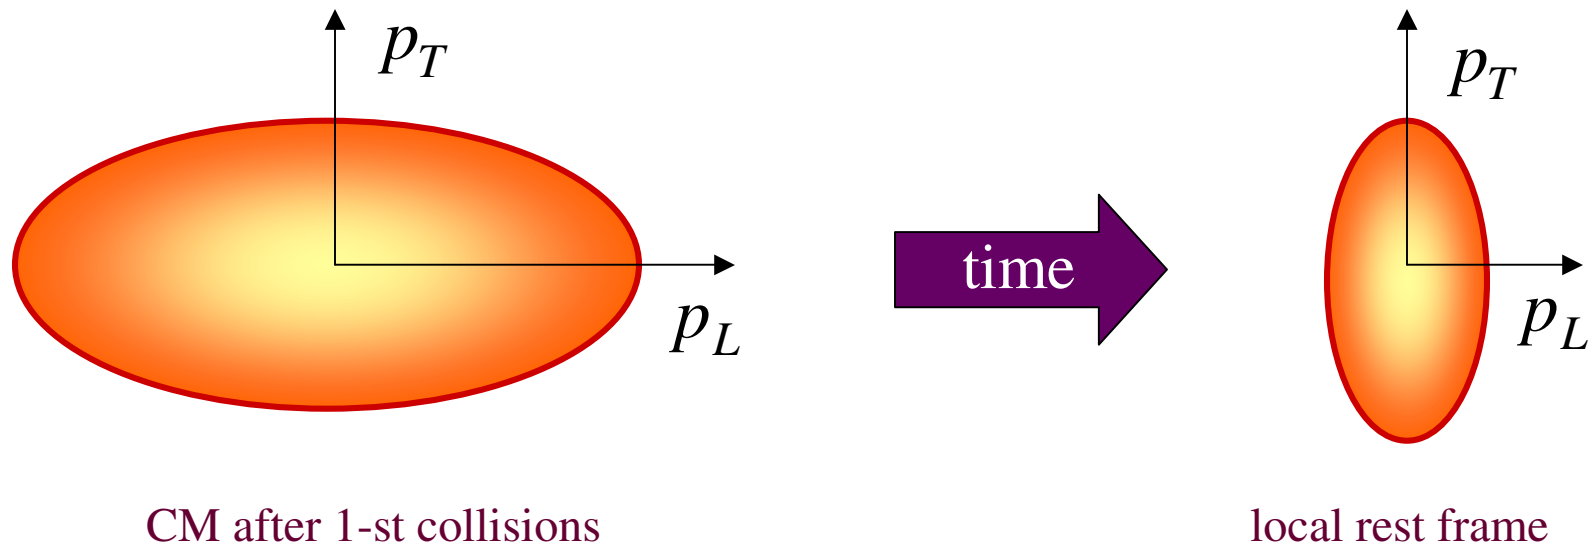 p_T
p_T
time
p_L
p_L
CM after 1-st collisions
local rest frame